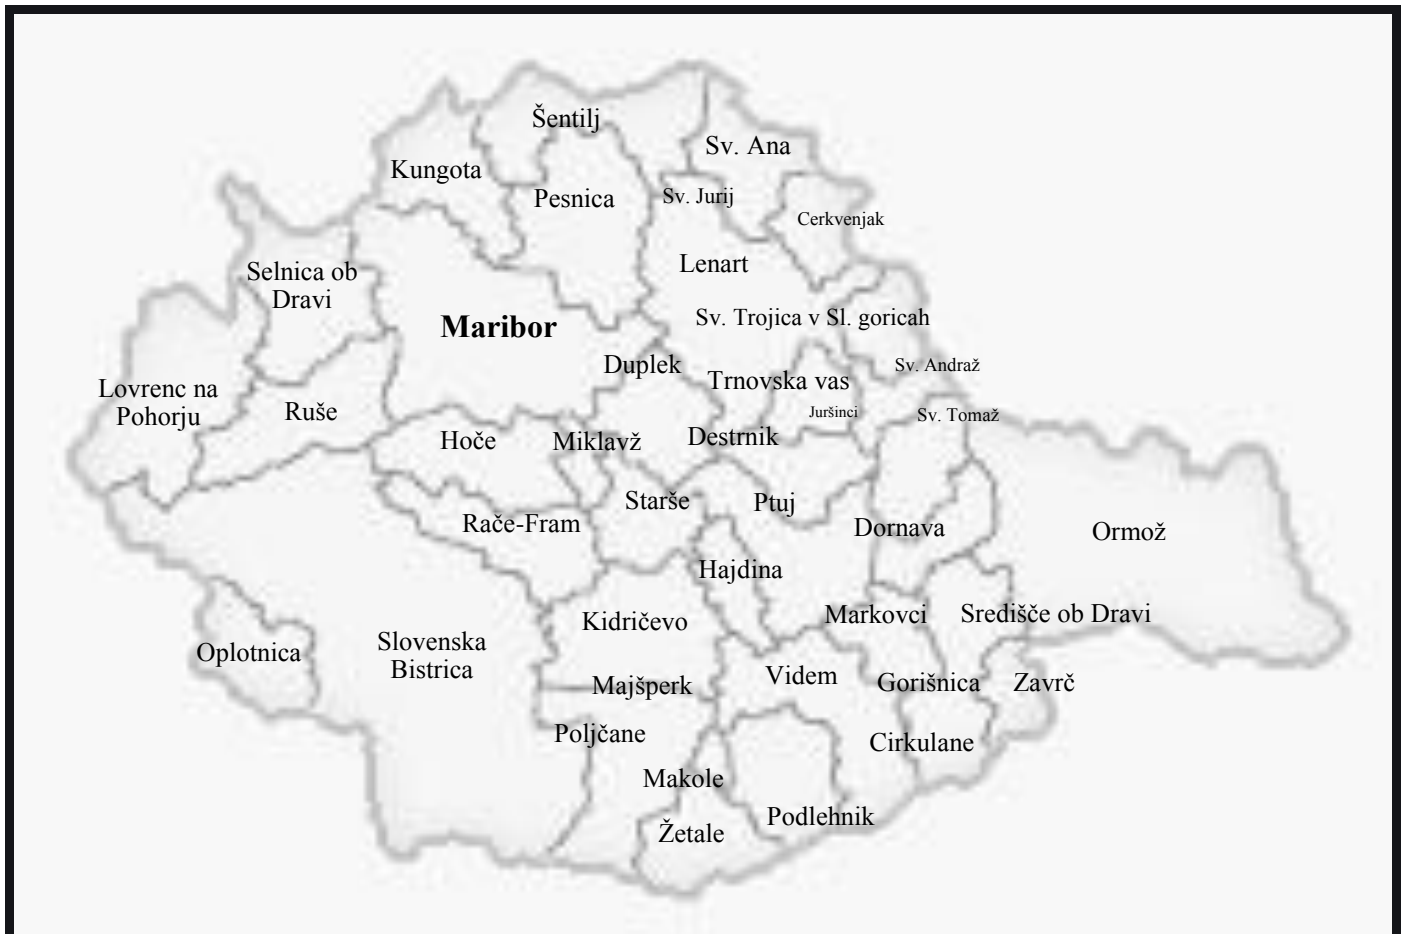 Šentilj
Sv. Ana
Kungota
Pesnica
Sv. Jurij
Cerkvenjak
Lenart
Selnica ob
Dravi
Maribor
Sv. Trojica v Sl. goricah
Duplek
Sv. Andraž
Trnovska vas
Lovrenc na
Pohorju
Ruše
Juršinci
Sv. Tomaž
Hoče
Miklavž
Destrnik
Starše
Ptuj
Rače-Fram
Dornava
Ormož
Hajdina
Kidričevo
Markovci
Središče ob Dravi
Oplotnica
Slovenska
Bistrica
Majšperk
Videm
Gorišnica
Zavrč
Poljčane
Cirkulane
Makole
Podlehnik
Žetale